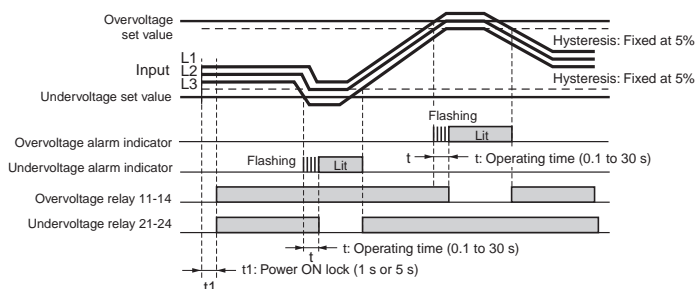 Overvoltage
set value
Hysteresis: Fixed at 5%
L1
L2
Input
L3
Hysteresis: Fixed at 5%
Undervoltage set value
Flashing
Overvoltage alarm indicator
Lit
t
t: Operating time (0.1 to 30 s)
Flashing
Undervoltage alarm indicator
Lit
Overvoltage relay 11-14
Undervoltage relay 21-24
t
t: Operating time (0.1 to 30 s)
t1: Power ON lock (1 s or 5 s)
t1